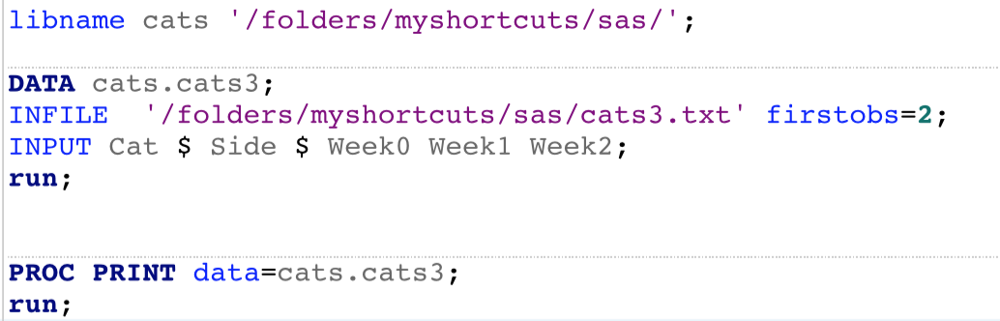 libname cats '/folders/myshortcuts/sas/';
DATA cats.cats3;
INFILE  '/folders/myshortcuts/sas/cats3.txt' firstobs=2;
INPUT Cat $ Side $ Week0 Week1 Week2;
run;
PROC PRINT data=cats.cats3;
run;